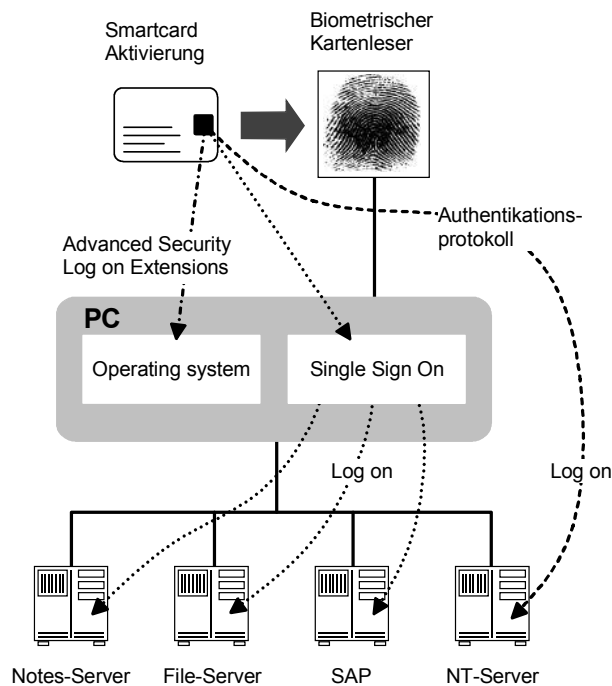 Smartcard
Aktivierung
Biometrischer
Kartenleser
Authentikations-
protokoll
Advanced Security
Log on Extensions
PC
Operating system
Single Sign On
Log on
Log on
Notes-Server
File-Server
SAP
NT-Server